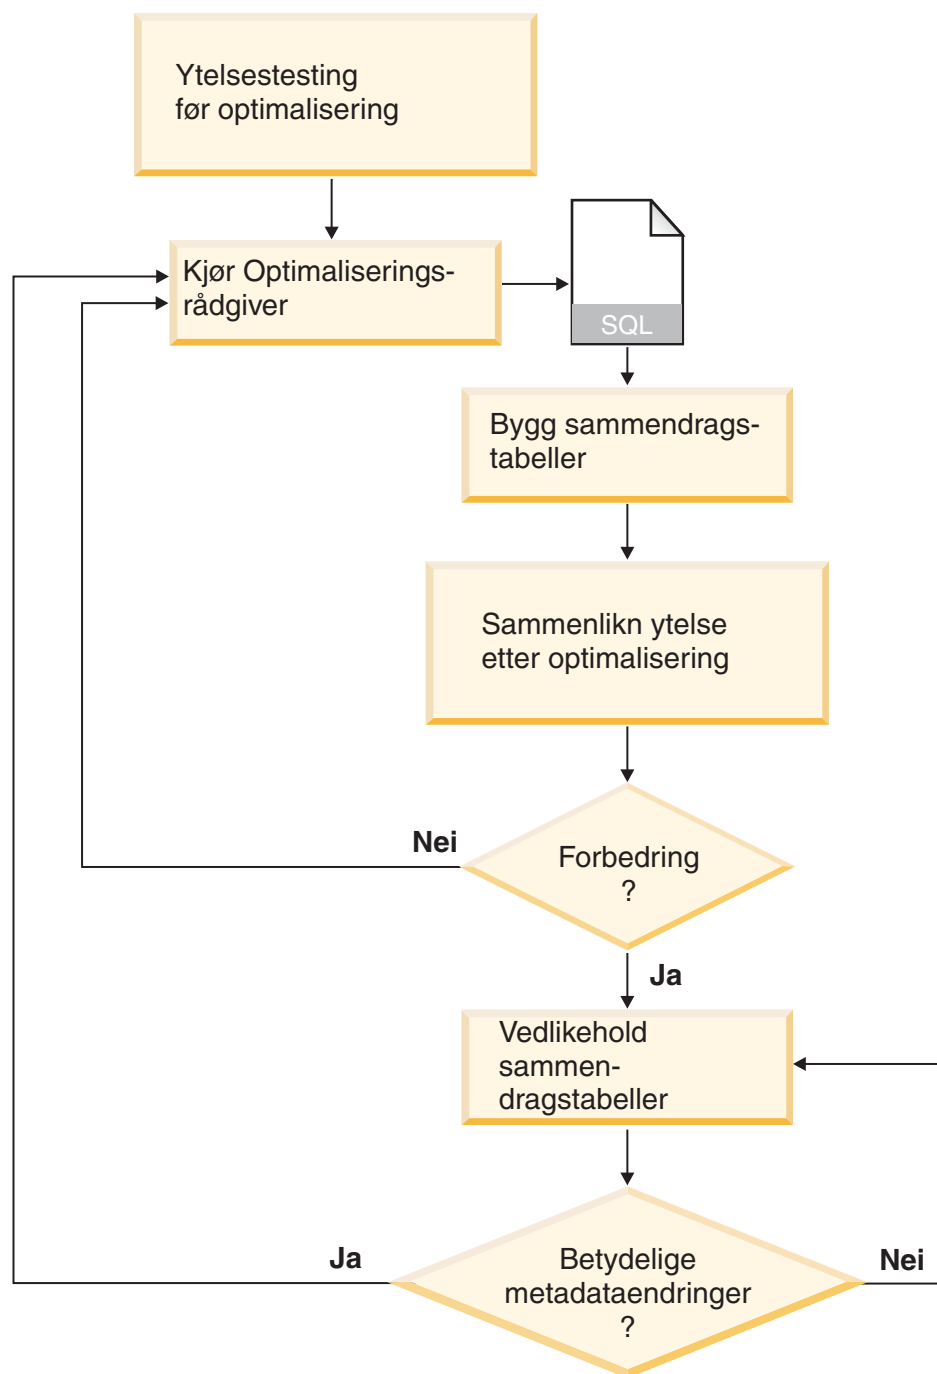 Ytelsestesting
før optimalisering
Kjør Optimaliserings-
rådgiver
SQL
Bygg sammendrags-
tabeller
Sammenlikn ytelse
etter optimalisering
Nei
Forbedring
?
Ja
Vedlikehold
sammen-
dragstabeller
Ja
Betydelige
metadataendringer
?
Nei